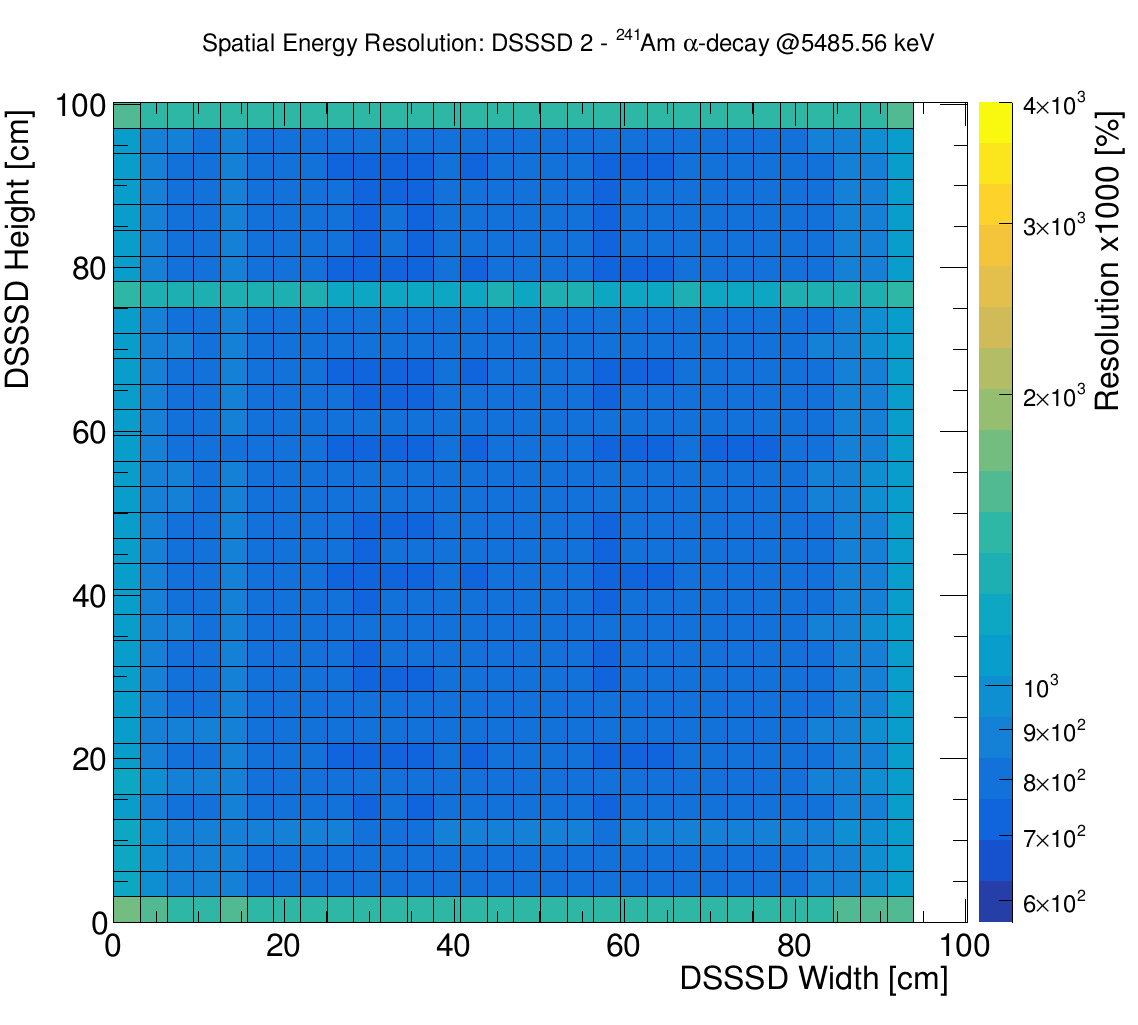 Spatial Energy Resolution: DSSSD 2 - ²⁴¹Am α-decay @5485.56 keV
DSSSD Height [cm]
100
80
60
40
20
0
0 20 40 60 80 100
DSSSD Width [cm]
4×10³
3×10³
2×10³
10³
9×10²
8×10²
7×10²
6×10²
Resolution x1000 [%]